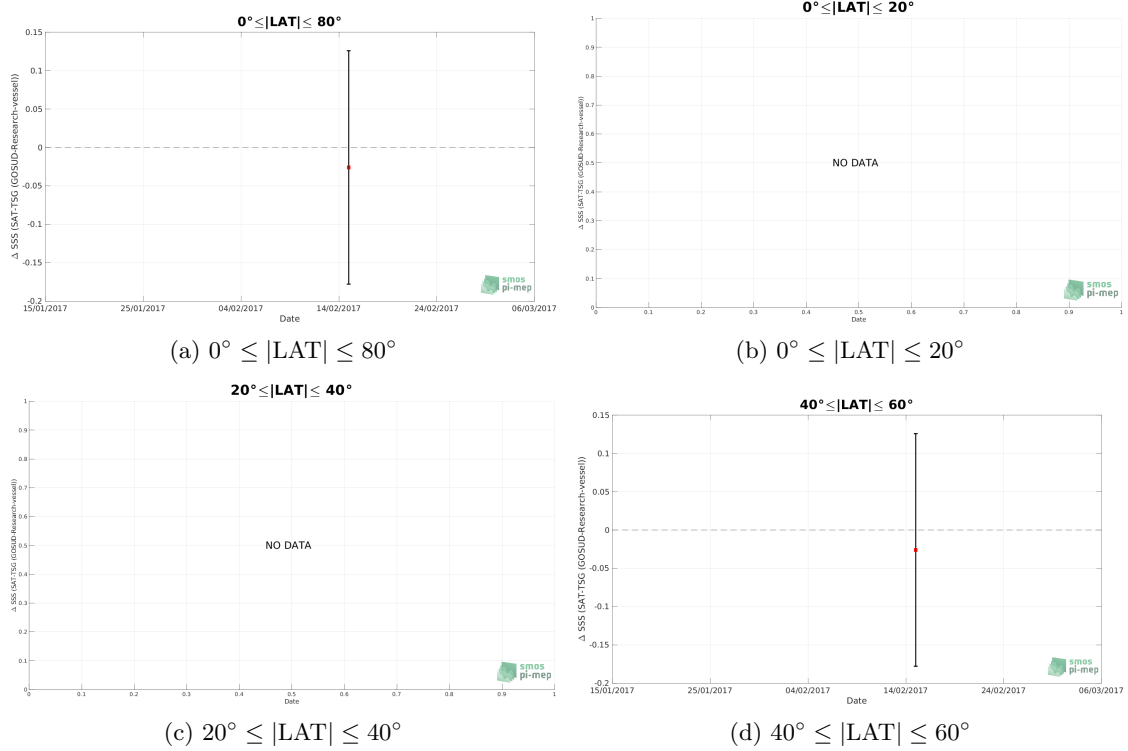 0°≤|LAT|≤ 80°
0.15
0.1
0.05
0
-0.05
-0.1
-0.15
-0.2
Δ SSS (SAT-TSG (GOSUD-Research-vessel))
15/01/2017 25/01/2017 04/02/2017 14/02/2017 24/02/2017 06/03/2017
Date
smos
pi-mep
(a) 0° ≤ |LAT| ≤ 80°
0°≤|LAT|≤ 20°
1
0.9
0.8
0.7
0.6
0.5
0.4
0.3
0.2
0.1
0
Δ SSS (SAT-TSG (GOSUD-Research-vessel))
NO DATA
0 0.1 0.2 0.3 0.4 0.5 0.6 0.7 0.8 0.9 1
Date
smos
pi-mep
(b) 0° ≤ |LAT| ≤ 20°
20°≤|LAT|≤ 40°
1
0.9
0.8
0.7
0.6
0.5
0.4
0.3
0.2
0.1
0
Δ SSS (SAT-TSG (GOSUD-Research-vessel))
NO DATA
0 0.1 0.2 0.3 0.4 0.5 0.6 0.7 0.8 0.9 1
Date
smos
pi-mep
(c) 20° ≤ |LAT| ≤ 40°
40°≤|LAT|≤ 60°
0.15
0.1
0.05
0
-0.05
-0.1
-0.15
-0.2
Δ SSS (SAT-TSG (GOSUD-Research-vessel))
15/01/2017 25/01/2017 04/02/2017 14/02/2017 24/02/2017 06/03/2017
Date
smos
pi-mep
(d) 40° ≤ |LAT| ≤ 60°